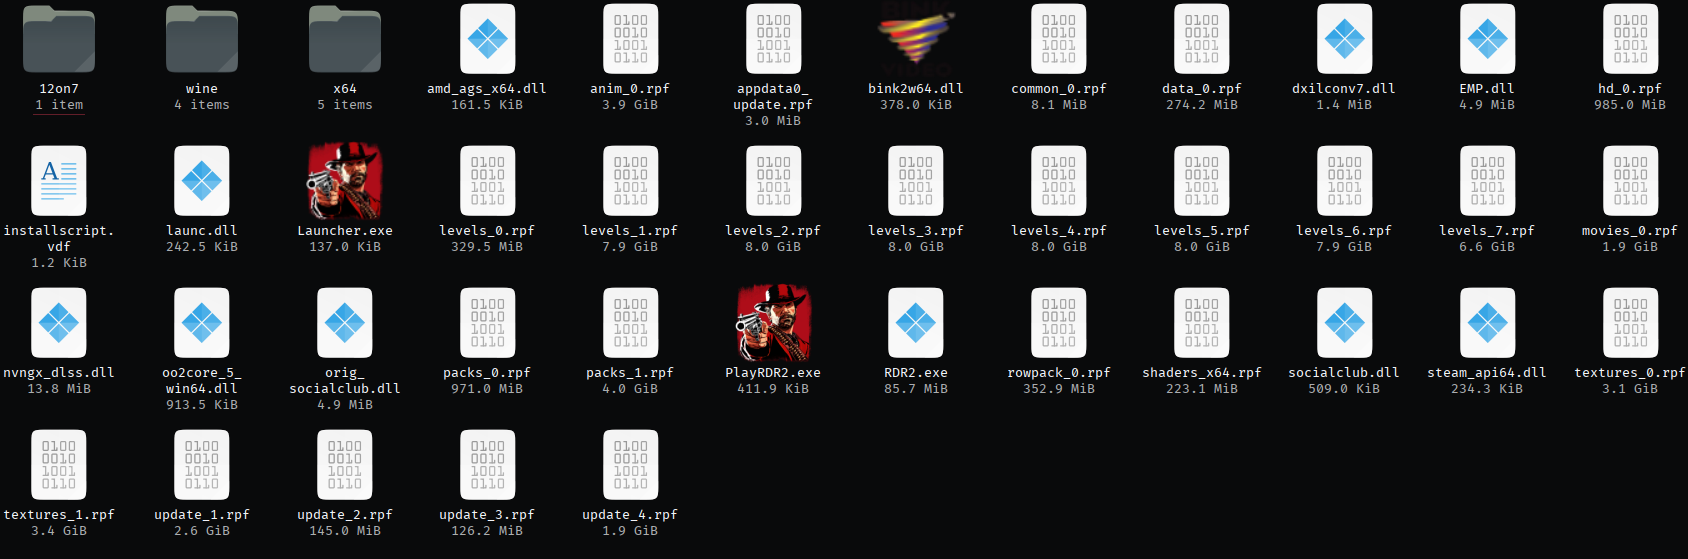 12on7
1 item
wine
4 items
x64
5 items
amd_ags_x64.dll
161.5 KiB
anim_0.rpf
3.9 GiB
appdata0_
update.rpf
3.0 MiB
bink2w64.dll
378.0 KiB
common_0.rpf
8.1 MiB
data_0.rpf
274.2 MiB
dxilconv7.dll
1.4 MiB
EMP.dll
4.9 MiB
hd_0.rpf
985.0 MiB
installscript.
vdf
1.2 KiB
launc.dll
242.5 KiB
Launcher.exe
137.0 KiB
levels_0.rpf
329.5 MiB
levels_1.rpf
7.9 GiB
levels_2.rpf
8.0 GiB
levels_3.rpf
8.0 GiB
levels_4.rpf
8.0 GiB
levels_5.rpf
8.0 GiB
levels_6.rpf
7.9 GiB
levels_7.rpf
6.6 GiB
movies_0.rpf
1.9 GiB
nvngx_dlss.dll
13.8 MiB
oo2core_5_
win64.dll
913.5 KiB
orig_
socialclub.dll
4.9 MiB
packs_0.rpf
971.0 MiB
packs_1.rpf
4.0 GiB
PlayRDR2.exe
411.9 KiB
RDR2.exe
85.7 MiB
rowpack_0.rpf
352.9 MiB
shaders_x64.rpf
223.1 MiB
socialclub.dll
509.0 KiB
steam_api64.dll
234.3 KiB
textures_0.rpf
3.1 GiB
textures_1.rpf
3.4 GiB
update_1.rpf
2.6 GiB
update_2.rpf
145.0 MiB
update_3.rpf
126.2 MiB
update_4.rpf
1.9 GiB